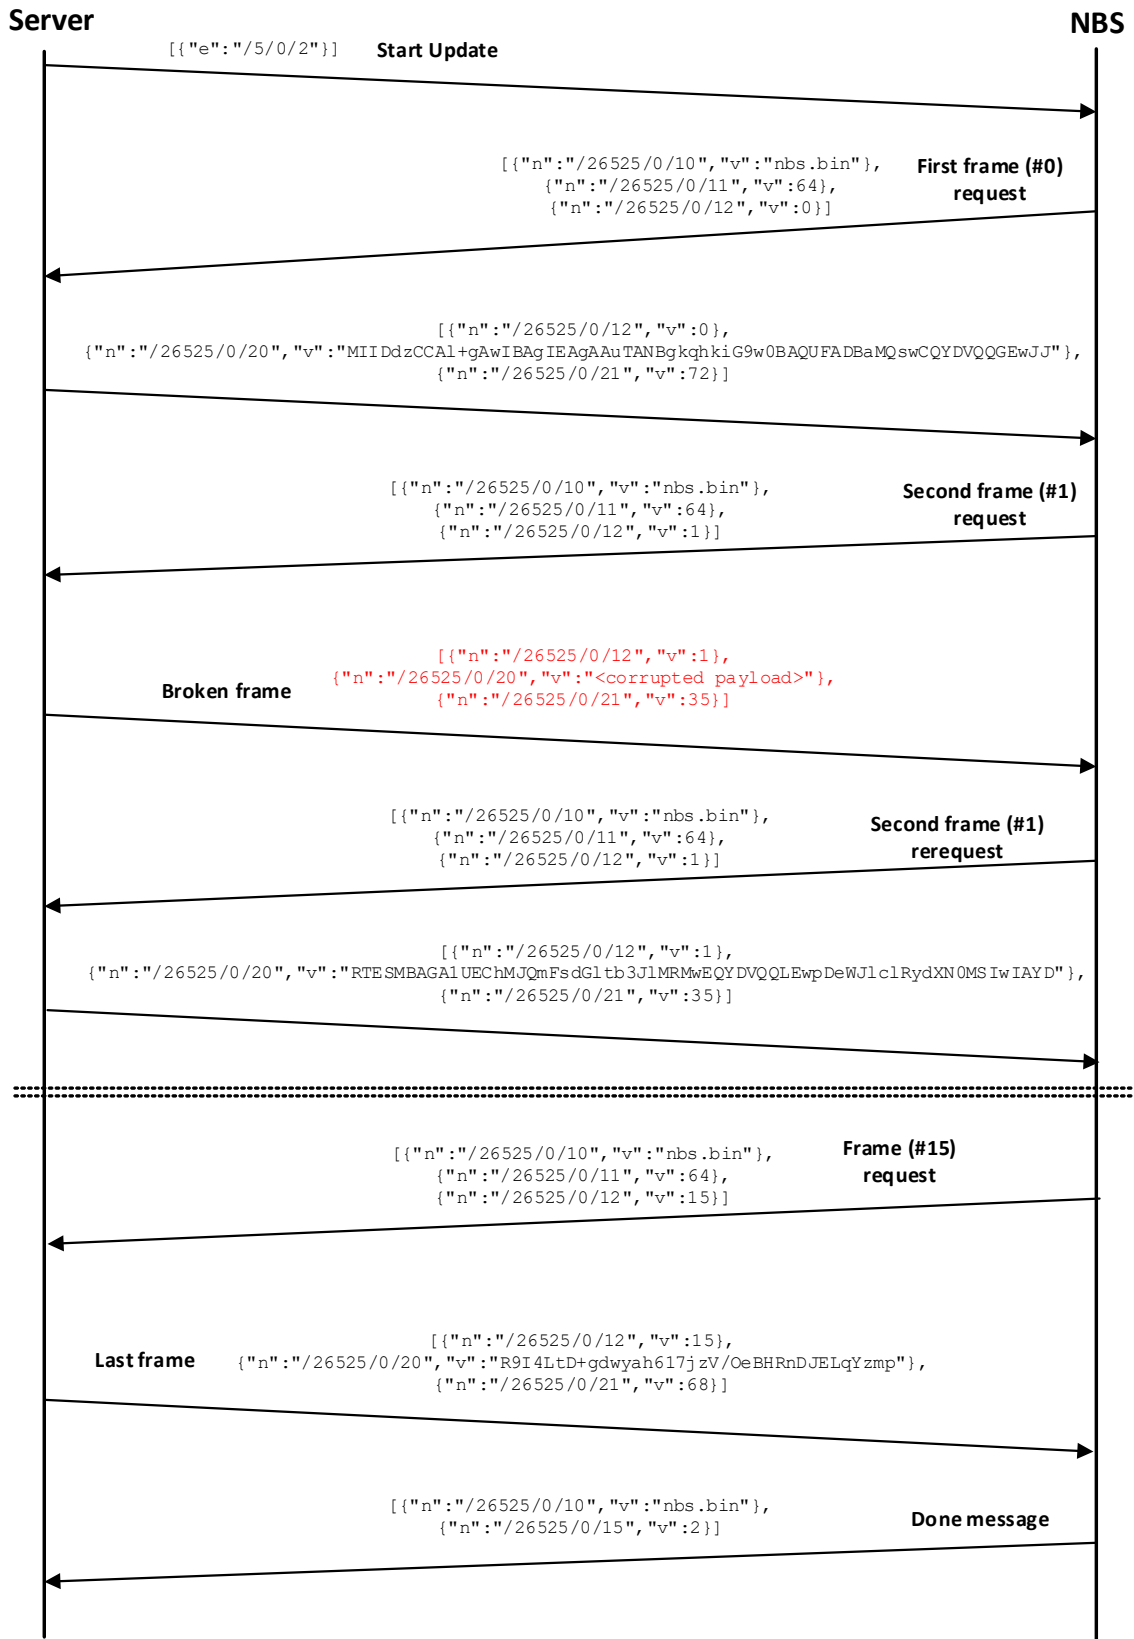 Server
NBS
[{"e":"/5/0/2"}]
Start Update
[{"n":"/26525/0/10","v":"nbs.bin"},
{"n":"/26525/0/11","v":64},
{"n":"/26525/0/12","v":0}]
First frame (#0)
request
[{"n":"/26525/0/12","v":0},
{"n":"/26525/0/20","v":"MIIDdzCCAl+gAwIBAgIEAgAAuTANBgkqhkiG9w0BAQUFADBaMQswCQYDVQQGEwJJ"},
{"n":"/26525/0/21","v":72}]
[{"n":"/26525/0/10","v":"nbs.bin"},
{"n":"/26525/0/11","v":64},
{"n":"/26525/0/12","v":1}]
Second frame (#1)
request
[{"n":"/26525/0/12","v":1},
{"n":"/26525/0/20","v":"<corrupted payload>"},
{"n":"/26525/0/21","v":35}]
Broken frame
[{"n":"/26525/0/10","v":"nbs.bin"},
{"n":"/26525/0/11","v":64},
{"n":"/26525/0/12","v":1}]
Second frame (#1)
rerequest
[{"n":"/26525/0/12","v":1},
{"n":"/26525/0/20","v":"RTESMBAGA1UEChMJQmFsdGltb3JlMRMwEQYDVQQLEwpDeWJlclRydXN0MSIwIAYD"},
{"n":"/26525/0/21","v":35}]
[{"n":"/26525/0/10","v":"nbs.bin"},
{"n":"/26525/0/11","v":64},
{"n":"/26525/0/12","v":15}]
Frame (#15)
request
[{"n":"/26525/0/12","v":15},
Last frame
{"n":"/26525/0/20","v":"R9I4LtD+gdwyah617jzV/OeBHRnDJELqYzmp"},
{"n":"/26525/0/21","v":68}]
[{"n":"/26525/0/10","v":"nbs.bin"},
{"n":"/26525/0/15","v":2}]
Done message